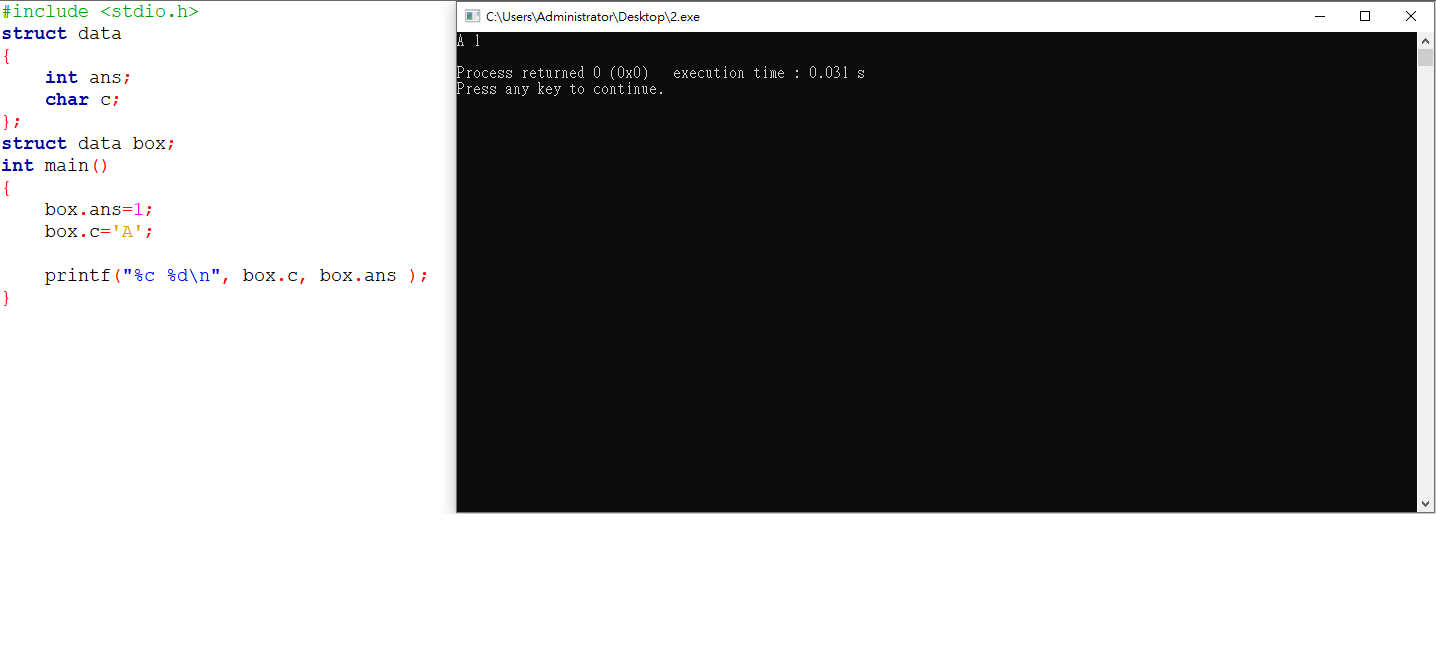 #include <stdio.h>
struct data
{
    int ans;
    char c;
};
struct data box;
int main()
{
    box.ans=1;
    box.c='A';
    printf("%c %d\n", box.c, box.ans );
}
C:\Users\Administrator\Desktop\2.exe
A 1
Process returned 0 (0x0)   execution time : 0.031 s
Press any key to continue.